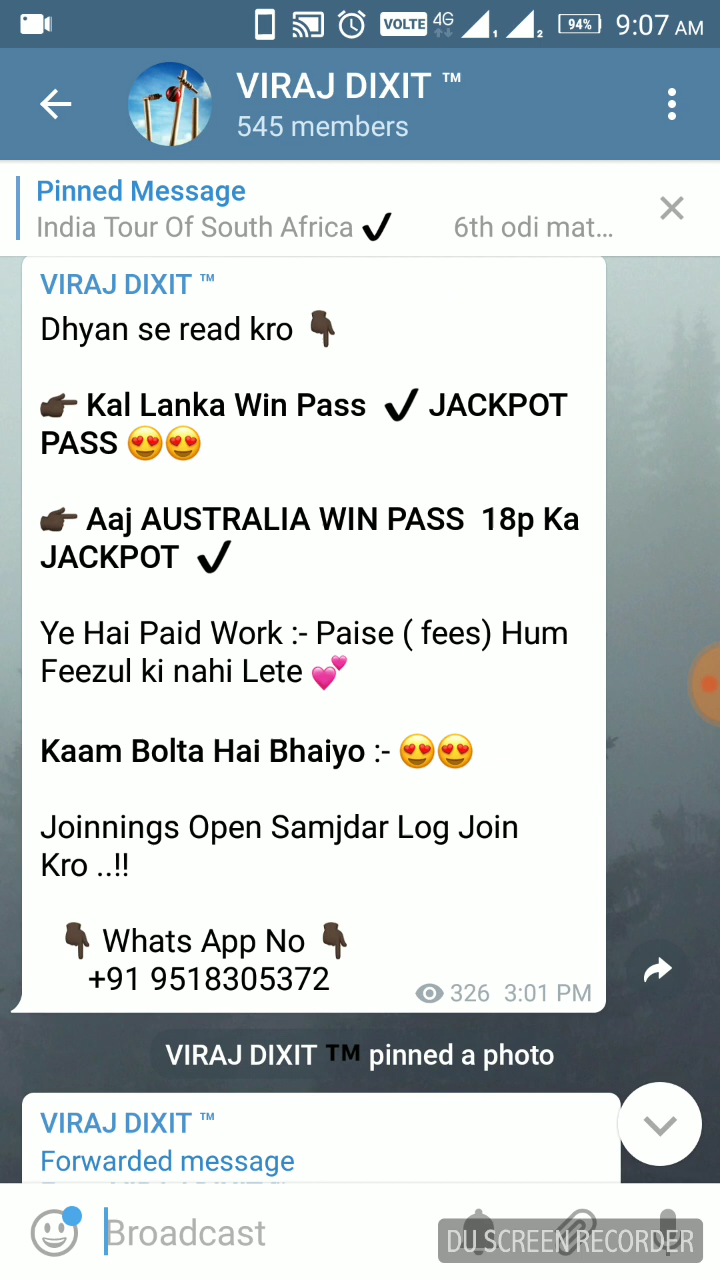 VOLTE 4G 1 2 94% 9:07 AM
VIRAJ DIXIT ™
545 members
Pinned Message
India Tour Of South Africa ✔ 6th odi mat...
VIRAJ DIXIT ™
Dhyan se read kro 👇🏿
👉🏿 Kal Lanka Win Pass ✔ JACKPOT
PASS 😍😍
👉🏿 Aaj AUSTRALIA WIN PASS 18p Ka
JACKPOT ✔
Ye Hai Paid Work :- Paise ( fees) Hum
Feezul ki nahi Lete 💕
Kaam Bolta Hai Bhaiyo :- 😍😍
Joinnings Open Samjdar Log Join
Kro ..!!
👇🏿 Whats App No 👇🏿
+91 9518305372
326 3:01 PM
VIRAJ DIXIT ™ pinned a photo
VIRAJ DIXIT ™
Forwarded message
Broadcast
DU SCREEN RECORDER